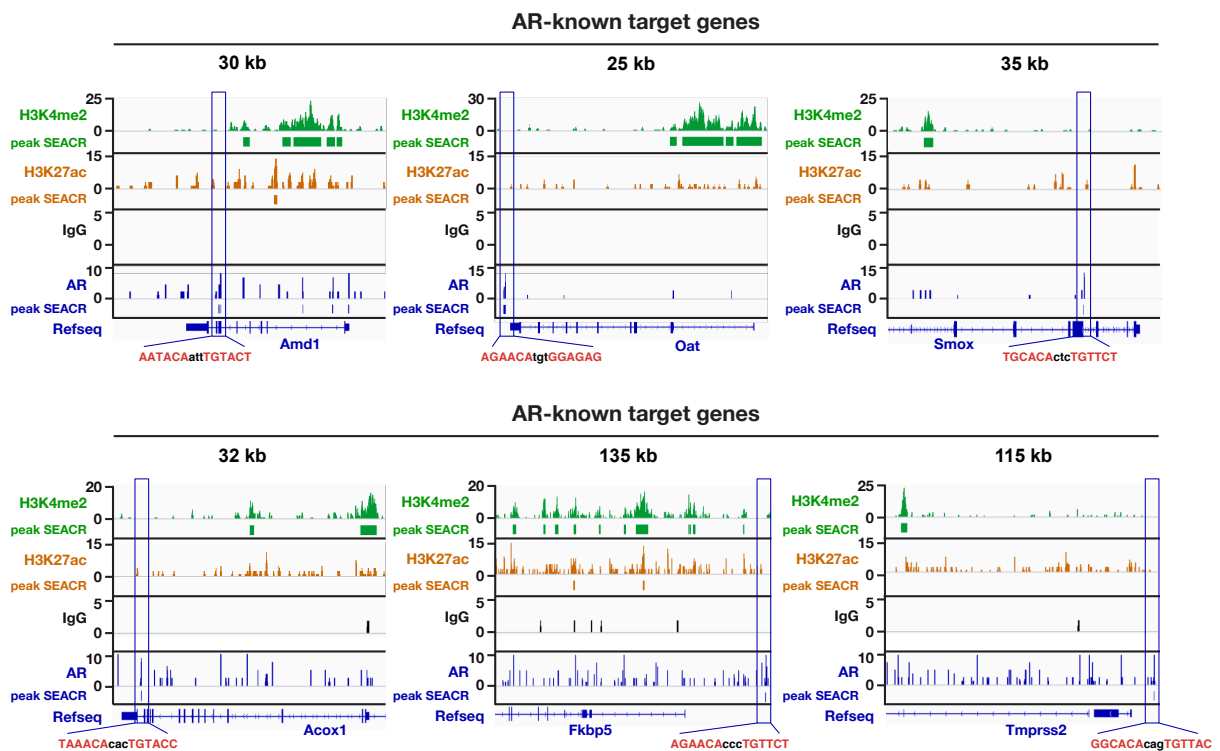 AR-known target genes
30 kb 25 kb 35 kb
25 30 25
H3K4me2 H3K4me2 H3K4me2
0 0 0
peak SEACR peak SEACR peak SEACR
15 15 15
H3K27ac H3K27ac H3K27ac
0 0 0
peak SEACR peak SEACR peak SEACR
5 5 5
IgG IgG IgG
0 0 0
10 15 15
AR AR AR
0 0 0
peak SEACR peak SEACR peak SEACR
Refseq Refseq Refseq
Amd1 Oat Smox
AATACAattTGTACT AGAACAtgtGGAGAG TGCACActcTGTTCT
AR-known target genes
32 kb 135 kb 115 kb
20 20 25
H3K4me2 H3K4me2 H3K4me2
0 0 0
peak SEACR peak SEACR peak SEACR
15 15 15
H3K27ac H3K27ac H3K27ac
0 0 0
peak SEACR peak SEACR peak SEACR
5 5 5
IgG IgG IgG
0 0 0
10 10 10
AR AR AR
0 0 0
peak SEACR peak SEACR peak SEACR
Refseq Refseq Refseq
Acox1 Fkbp5 Tmprss2
TAAACAcacTGTACC AGAACAcccTGTTCT GGCACAcagTGTTAC